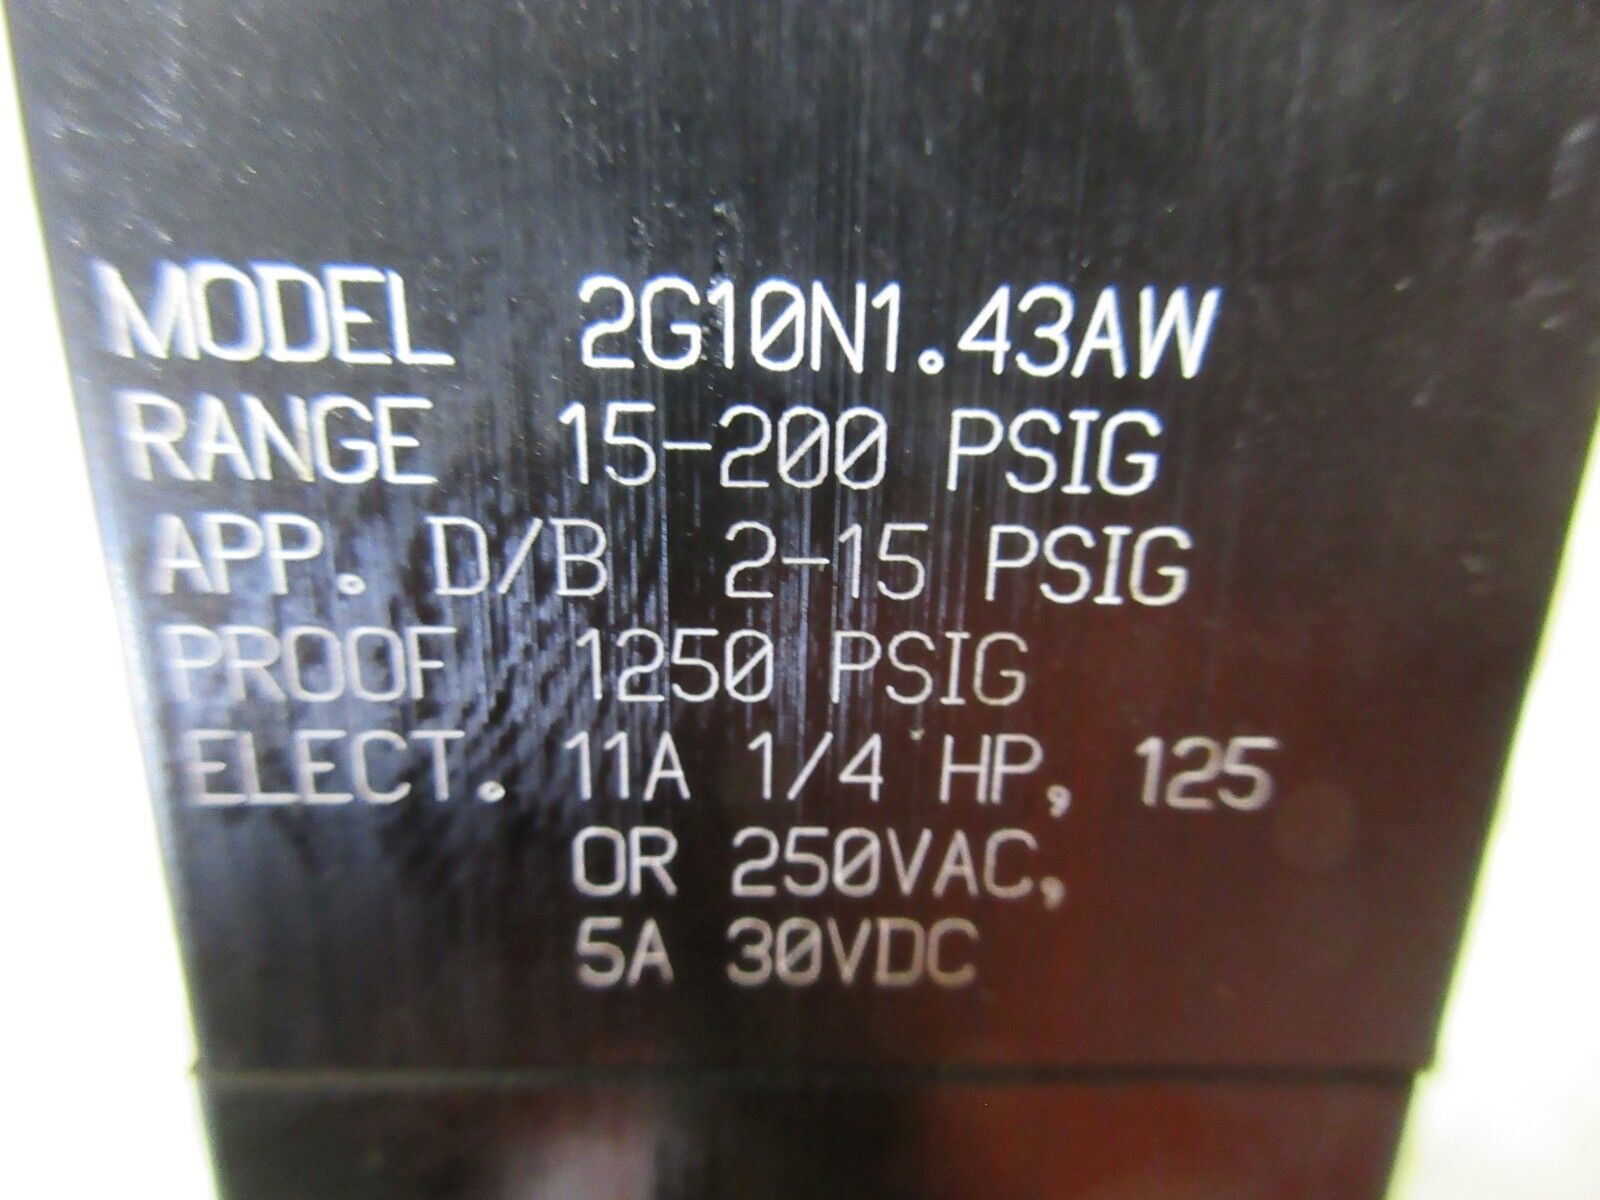 MODEL 2G10N1.43AW
RANGE 15-200 PSIG
APP. D/B 2-15 PSIG
PROOF 1250 PSIG
ELECT. 11A 1/4 HP, 125
OR 250VAC,
5A 30VDC